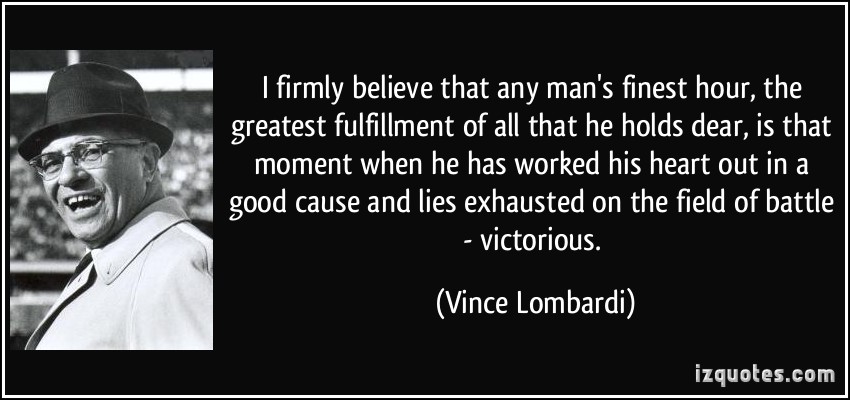 I firmly believe that any man's finest hour, the
greatest fulfillment of all that he holds dear, is that
moment when he has worked his heart out in a
good cause and lies exhausted on the field of battle
- victorious.
(Vince Lombardi)
izquotes.com